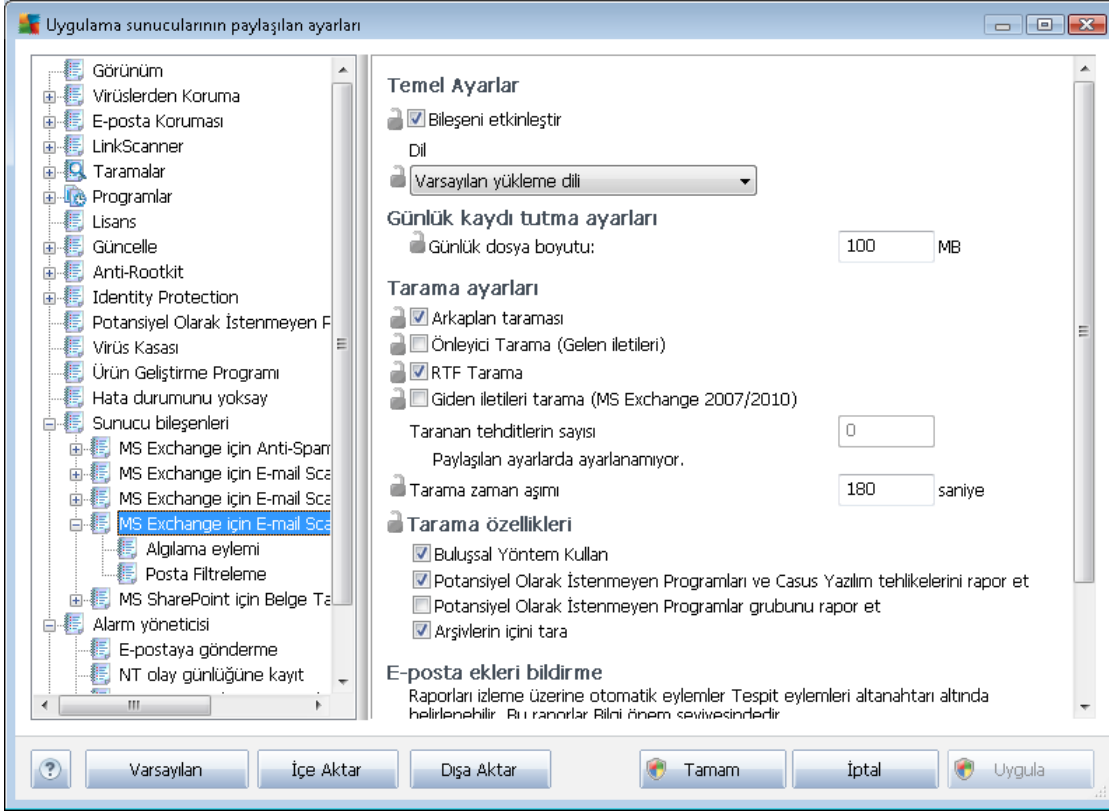 Uygulama sunucularının paylaşılan ayarları
Görünüm
Virüslerden Koruma
E-posta Koruması
LinkScanner
Taramalar
Programlar
Lisans
Güncelle
Anti-Rootkit
Identity Protection
Potansiyel Olarak İstenmeyen P
Virüs Kasası
Ürün Geliştirme Programı
Hata durumunu yoksay
Sunucu bileşenleri
MS Exchange için Anti-Spam
MS Exchange için E-mail Sca
MS Exchange için E-mail Sca
MS Exchange için E-mail Sca
Algılama eylemi
Posta Filtreleme
MS SharePoint için Belge Ta
Alarm yöneticisi
E-postaya gönderme
NT olay günlüğüne kayıt
Temel Ayarlar
Bileşeni etkinleştir
Dil
Varsayılan yükleme dili
Günlük kaydı tutma ayarları
Günlük dosya boyutu: 100 MB
Tarama ayarları
Arkaplan taraması
Önleyici Tarama (Gelen iletileri)
RTF Tarama
Giden iletileri tarama (MS Exchange 2007/2010)
Taranan tehditlerin sayısı 0
Paylaşılan ayarlarda ayarlanamıyor.
Tarama zaman aşımı 180 saniye
Tarama özellikleri
Buluşsal Yöntem Kullan
Potansiyel Olarak İstenmeyen Programları ve Casus Yazılım tehlikelerini rapor et
Potansiyel Olarak İstenmeyen Programlar grubunu rapor et
Arşivlerin içini tara
E-posta ekleri bildirme
Raporları izleme üzerine otomatik eylemler Tespit eylemleri altanahtarı altında
belirlenebilir. Bu raporlar Bilgi önem seviyesindedir.
? Varsayılan İçe Aktar Dışa Aktar Tamam İptal Uygula